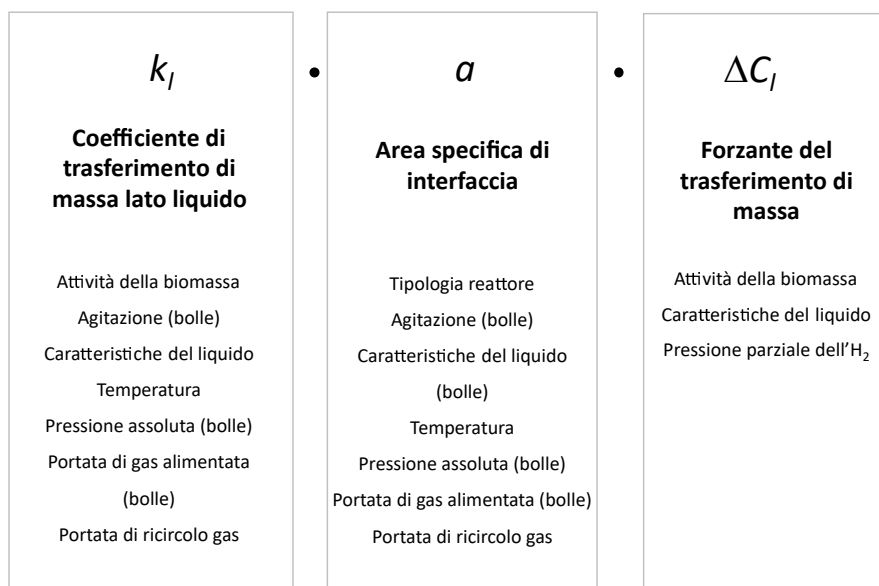 k_l • a • ΔC_l
Coefficiente di
trasferimento di
massa lato liquido
Attività della biomassa
Agitazione (bolle)
Caratteristiche del liquido
Temperatura
Pressione assoluta (bolle)
Portata di gas alimentata
(bolle)
Portata di ricircolo gas
Area specifica di
interfaccia
Tipologia reattore
Agitazione (bolle)
Caratteristiche del liquido
(bolle)
Temperatura
Pressione assoluta (bolle)
Portata di gas alimentata (bolle)
Portata di ricircolo gas
Forzante del
trasferimento di
massa
Attività della biomassa
Caratteristiche del liquido
Pressione parziale dell'H₂